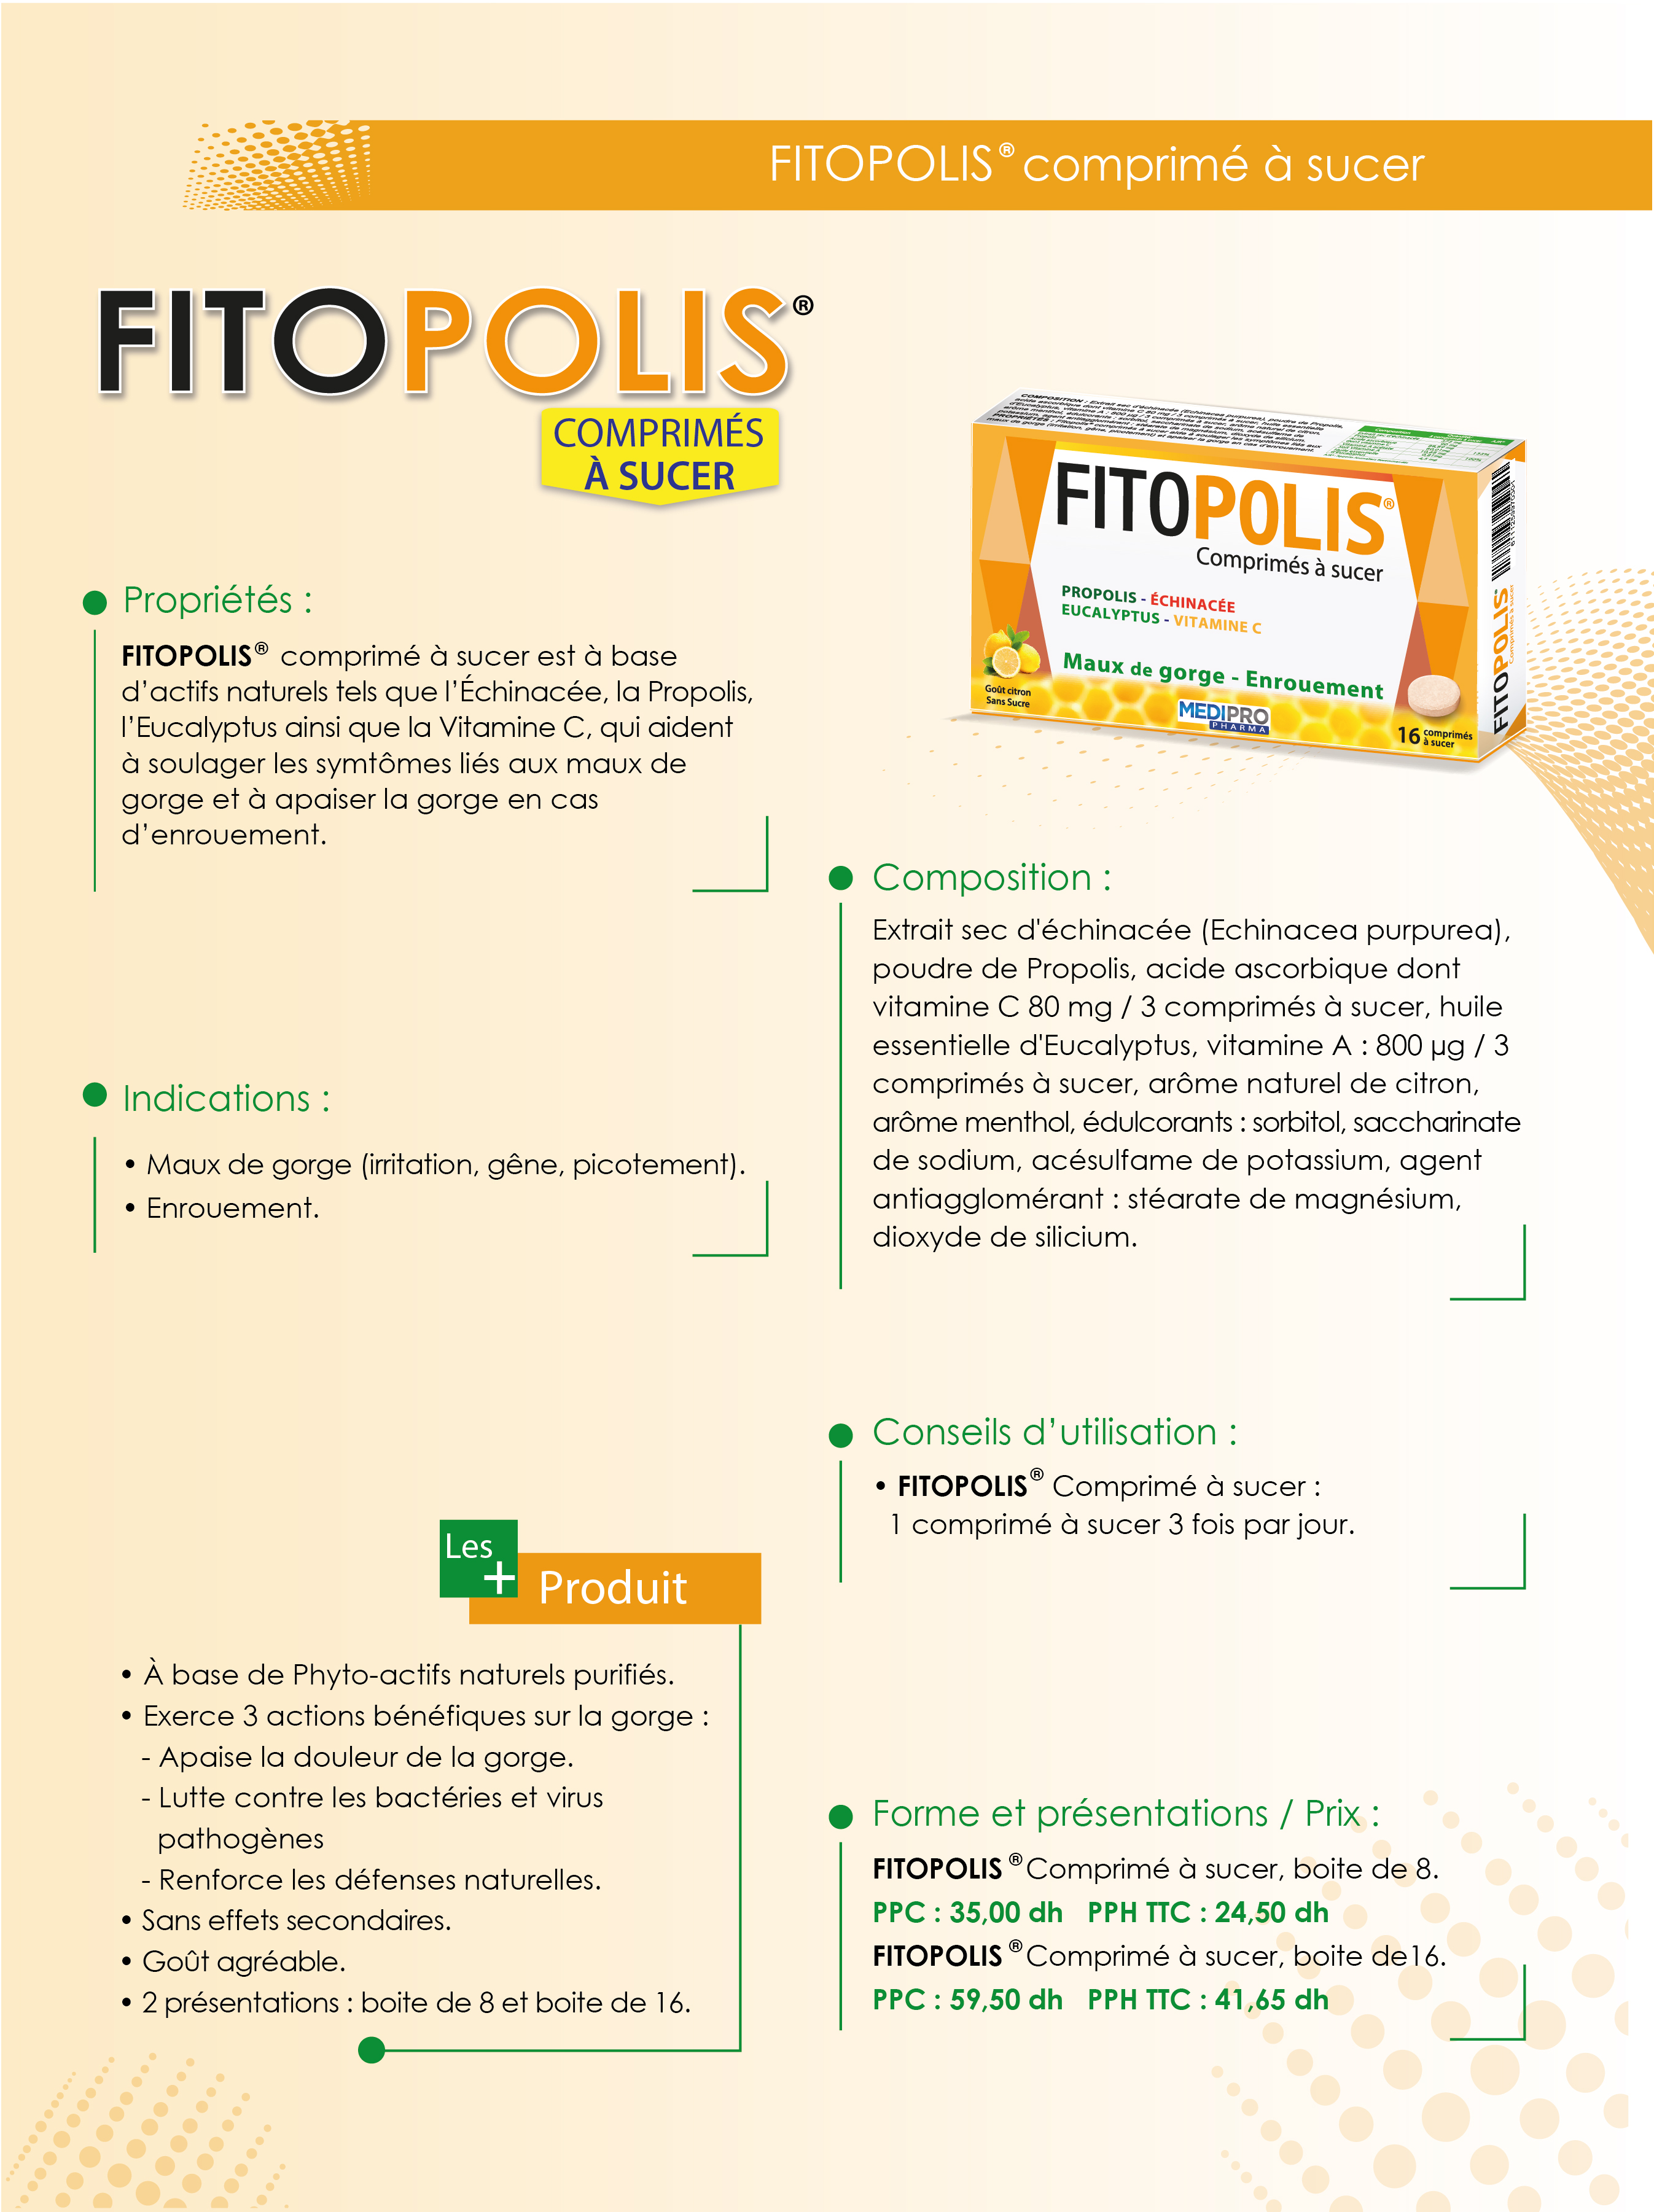 FITOPOLIS® comprimé à sucer
FITOPOLIS®
COMPRIMÉS
À SUCER
Propriétés :
FITOPOLIS® comprimé à sucer est à base
d’actifs naturels tels que l’Échinacée, la Propolis,
l’Eucalyptus ainsi que la Vitamine C, qui aident
à soulager les symtômes liés aux maux de
gorge et à apaiser la gorge en cas
d’enrouement.
Indications :
• Maux de gorge (irritation, gêne, picotement).
• Enrouement.
Les +
Produit
• À base de Phyto-actifs naturels purifiés.
• Exerce 3 actions bénéfiques sur la gorge :
- Apaise la douleur de la gorge.
- Lutte contre les bactéries et virus
pathogènes
- Renforce les défenses naturelles.
• Sans effets secondaires.
• Goût agréable.
• 2 présentations : boite de 8 et boite de 16.
FITOPOLIS®
Comprimés à sucer
PROPOLIS - ÉCHINACÉE
EUCALYPTUS - VITAMINE C
Maux de gorge - Enrouement
Goût citron
Sans Sucre
MEDIPRO
PHARMA
16 comprimés
à sucer
FITOPOLIS
Comprimés à sucer
Composition :
Extrait sec d'échinacée (Echinacea purpurea),
poudre de Propolis, acide ascorbique dont
vitamine C 80 mg / 3 comprimés à sucer, huile
essentielle d'Eucalyptus, vitamine A : 800 µg / 3
comprimés à sucer, arôme naturel de citron,
arôme menthol, édulcorants : sorbitol, saccharinate
de sodium, acésulfame de potassium, agent
antiagglomérant : stéarate de magnésium,
dioxyde de silicium.
Conseils d’utilisation :
• FITOPOLIS® Comprimé à sucer :
1 comprimé à sucer 3 fois par jour.
Forme et présentations / Prix :
FITOPOLIS ® Comprimé à sucer, boite de 8.
PPC : 35,00 dh PPH TTC : 24,50 dh
FITOPOLIS ® Comprimé à sucer, boite de16.
PPC : 59,50 dh PPH TTC : 41,65 dh